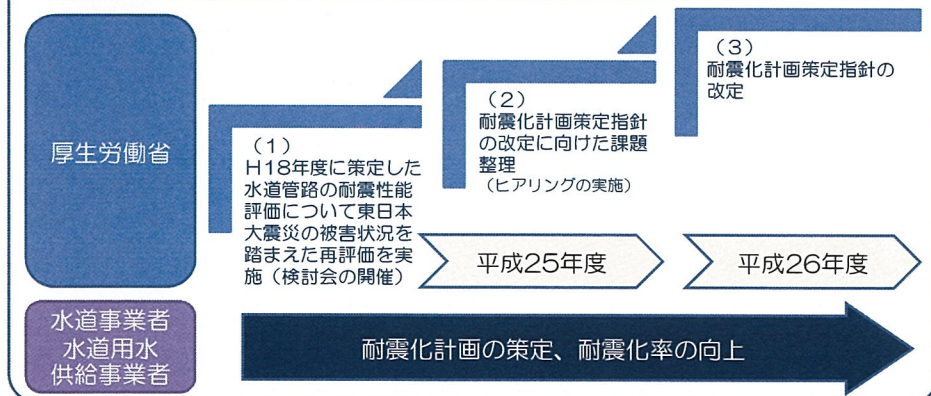 厚生労働省
(1)
H18年度に策定した
水道管路の耐震性能
評価について東日本
大震災の被害状況を
踏まえた再評価を実
施(検討会の開催)
(2)
耐震化計画策定指針
の改定に向けた課題
整理
(ヒアリングの実施)
(3)
耐震化計画策定指針の
改定
平成25年度
平成26年度
水道事業者
水道用水
供給事業者
耐震化計画の策定、耐震化率の向上